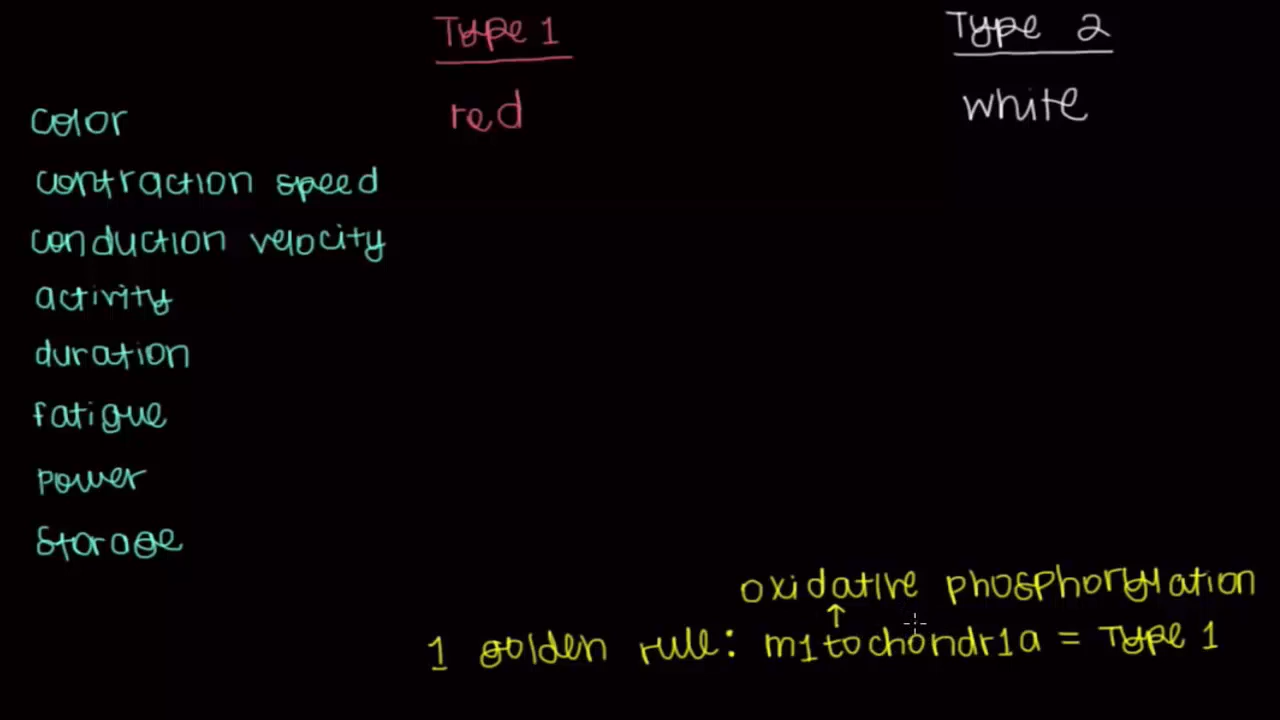 Type 1 Type 2
color red white
contraction speed
conduction velocity
activity
duration
fatigue
power
storage
oxidative phosphorylation
↑
1 golden rule: mitochondria = Type 1